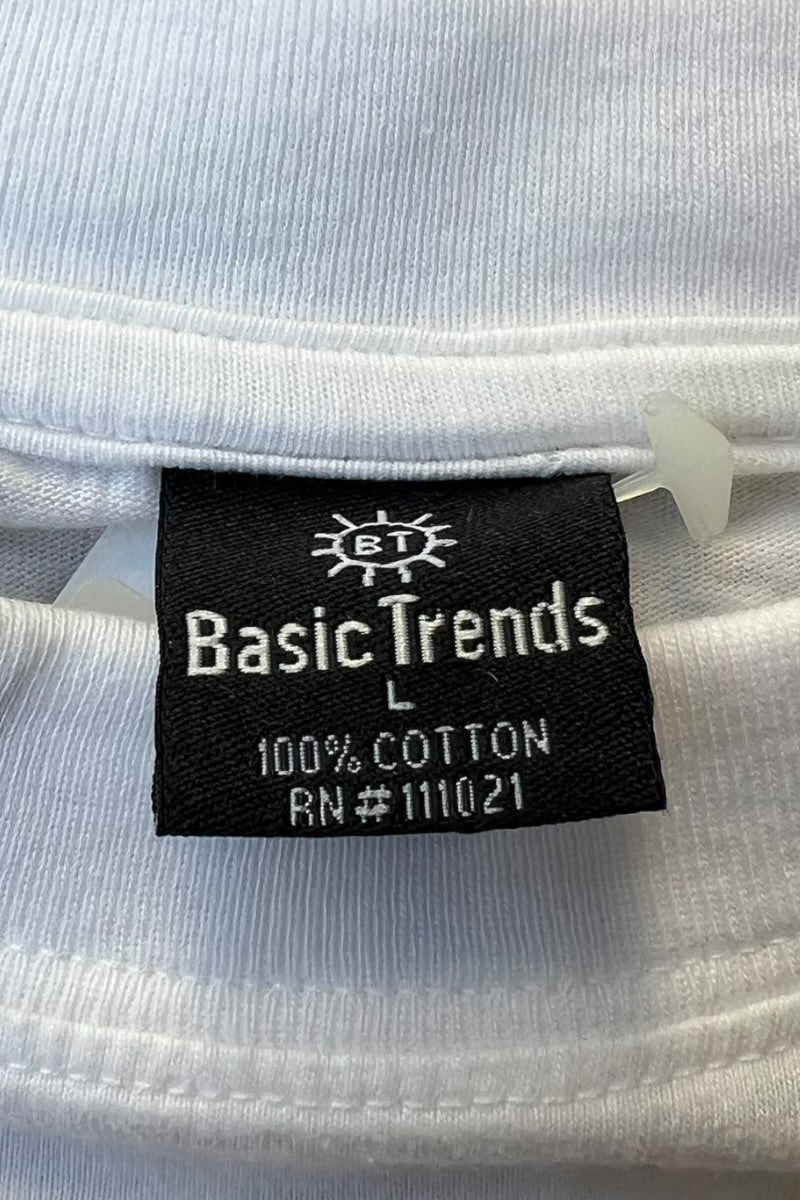 BT
Basic Trends
L
100% COTTON
RN #111021